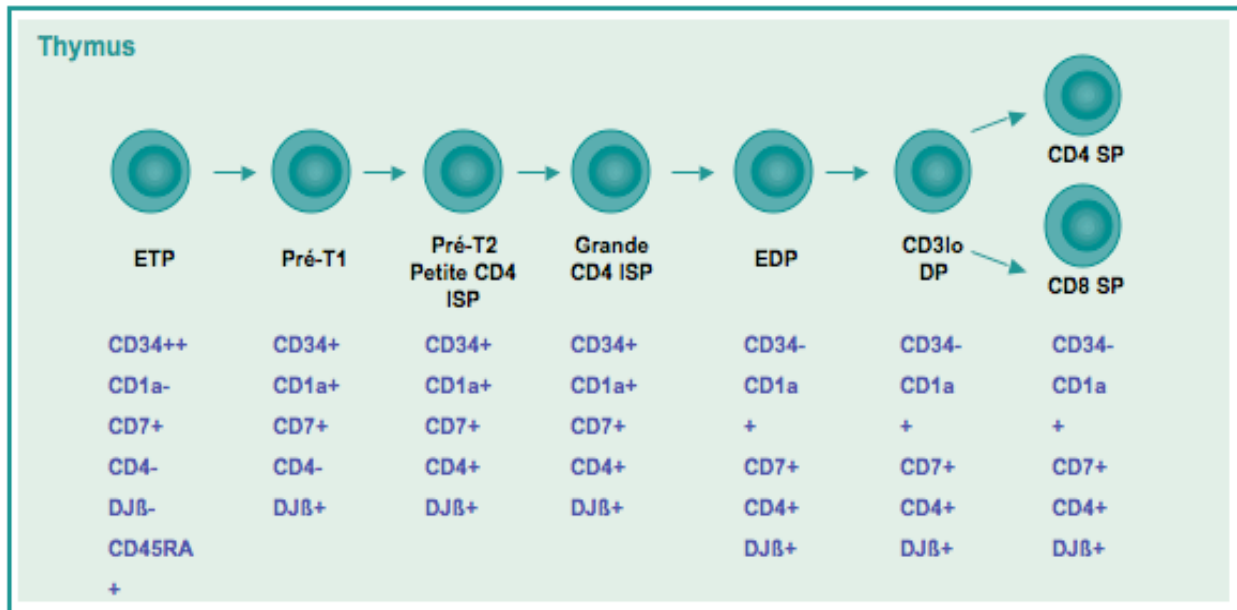 Thymus
CD4 SP
ETP
Pré-T1
Pré-T2
Petite CD4
ISP
Grande
CD4 ISP
EDP
CD3lo
DP
CD8 SP
CD34++
CD1a-
CD7+
CD4-
DJß-
CD45RA
+
CD34+
CD1a+
CD7+
CD4-
DJß+
CD34+
CD1a+
CD7+
CD4+
DJß+
CD34+
CD1a+
CD7+
CD4+
DJß+
CD34-
CD1a
+
CD7+
CD4+
DJß+
CD34-
CD1a
+
CD7+
CD4+
DJß+
CD34-
CD1a
+
CD7+
CD4+
DJß+